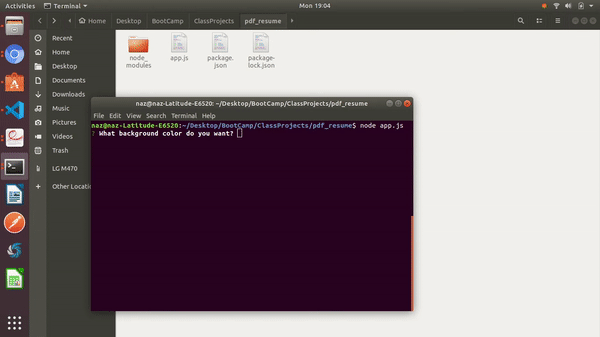 Activities
Terminal
Mon 19:04
Home
Desktop
BootCamp
ClassProjects
pdf_resume
Recent
Home
Desktop
Documents
Downloads
Music
Pictures
Videos
Trash
LG M470
Other Locatio
node_
modules
app.js
package.
json
package-
lock.json
naz@naz-Latitude-E6520: ~/Desktop/BootCamp/ClassProjects/pdf_resume
File Edit View Search Terminal Help
naz@naz-Latitude-E6520:~/Desktop/BootCamp/ClassProjects/pdf_resume$ node app.js
? What background color do you want?